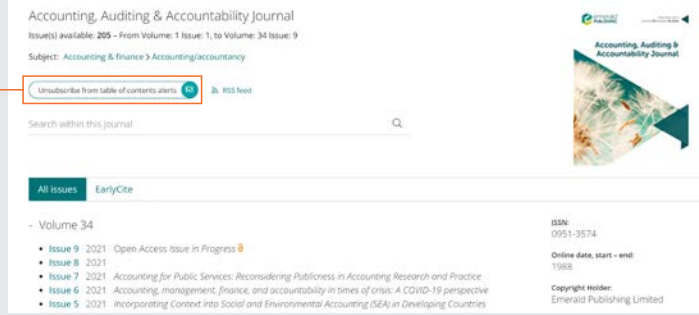 Accounting, Auditing & Accountability Journal
Issue(s) available: 205 – From Volume: 1 Issue: 1, to Volume: 34 Issue: 9
Subject: Accounting & finance > Accounting/accountancy
Unsubscribe from table of contents alerts
RSS feed
Search within this journal
emerald
PUBLISHING
Accounting, Auditing &
Accountability Journal
All issues
EarlyCite
- Volume 34
• Issue 9 2021 Open Access Issue in Progress
• Issue 8 2021
• Issue 7 2021 Accounting for Public Services: Reconsidering Publicness in Accounting Research and Practice
• Issue 6 2021 Accounting, management, finance, and accountability in times of crisis: A COVID-19 perspective
• Issue 5 2021 Incorporating Context into Social and Environmental Accounting (SEA) in Developing Countries
ISSN:
0951-3574
Online date, start – end:
1988
Copyright Holder:
Emerald Publishing Limited